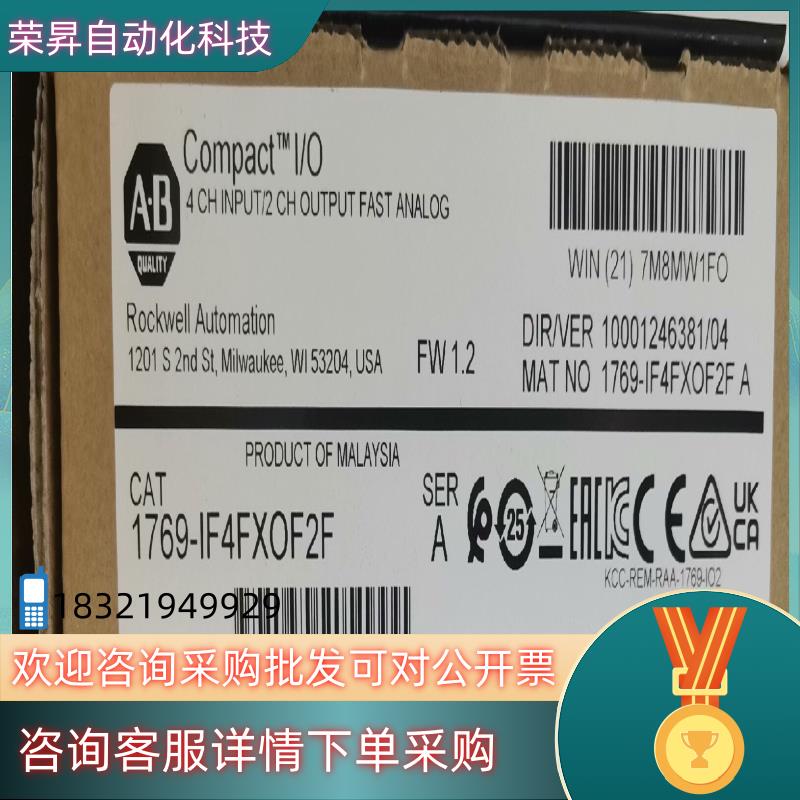 荣昇自动化科技
Compact™ I/O
4 CH INPUT/2 CH OUTPUT FAST ANALOG
A·B
QUALITY
WIN (21) 7M8MW1FO
Rockwell Automation
1201 S 2nd St, Milwaukee, WI 53204, USA
FW 1.2
DIR/VER 10001246381/04
MAT NO 1769-IF4FXOF2F A
PRODUCT OF MALAYSIA
CAT
1769-IF4FXOF2F
SER
A
25
EAC
KC
CE
UK
CA
KCC-REM-RAA-1769-IO2
18321949929
欢迎咨询采购批发可对公开票
咨询客服详情下单采购